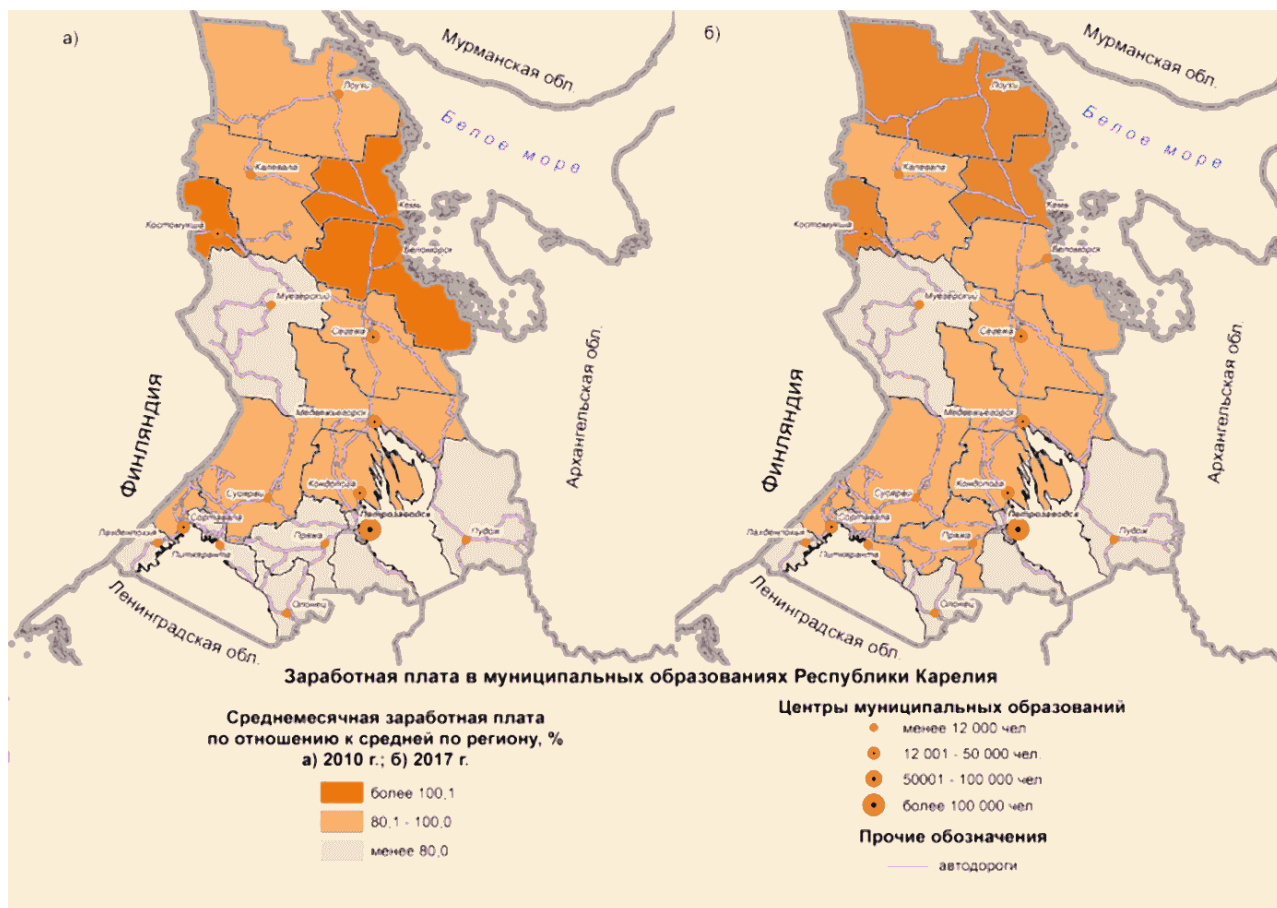 а)
Мурманская обл.
Белое море
Лоухи
Калевала
Кемь
Костомукша
Беломорск
Муезерский
Сегежа
Финляндия
Архангельская обл.
Медвежьегорск
Кондопога
Суоярви
Петрозаводск
Сортавала
Лахденпохья
Пряжа
Пудож
Питкяранта
Олонец
Ленинградская обл.
б)
Мурманская обл.
Белое море
Лоухи
Калевала
Кемь
Костомукша
Беломорск
Муезерский
Сегежа
Финляндия
Архангельская обл.
Медвежьегорск
Кондопога
Суоярви
Петрозаводск
Сортавала
Лахденпохья
Пряжа
Пудож
Питкяранта
Олонец
Ленинградская обл.
Заработная плата в муниципальных образованиях Республики Карелия
Среднемесячная заработная плата
по отношению к средней по региону, %
а) 2010 г.; б) 2017 г.
более 100,1
80,1 - 100,0
менее 80,0
Центры муниципальных образований
менее 12 000 чел
12 001 - 50 000 чел.
50001 - 100 000 чел
более 100 000 чел
Прочие обозначения
автодороги